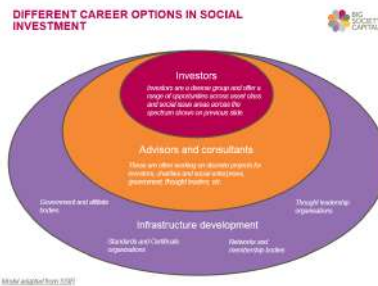 DIFFERENT CAREER OPTIONS IN SOCIAL
INVESTMENT
BIG
SOCIETY
CAPITAL
Investors
Investors are a diverse group and offer a
range of opportunities across asset class
and social issue areas across the
spectrum shown on previous slide.
Advisors and consultants
These are often working on discrete projects for
investors, charities and social enterprises,
government, thought leaders, etc.
Government and affiliate
bodies
Thought leadership
organisations
Infrastructure development
Standards and Certificate
organisations
Networks and
membership bodies
Model adapted from SSIR